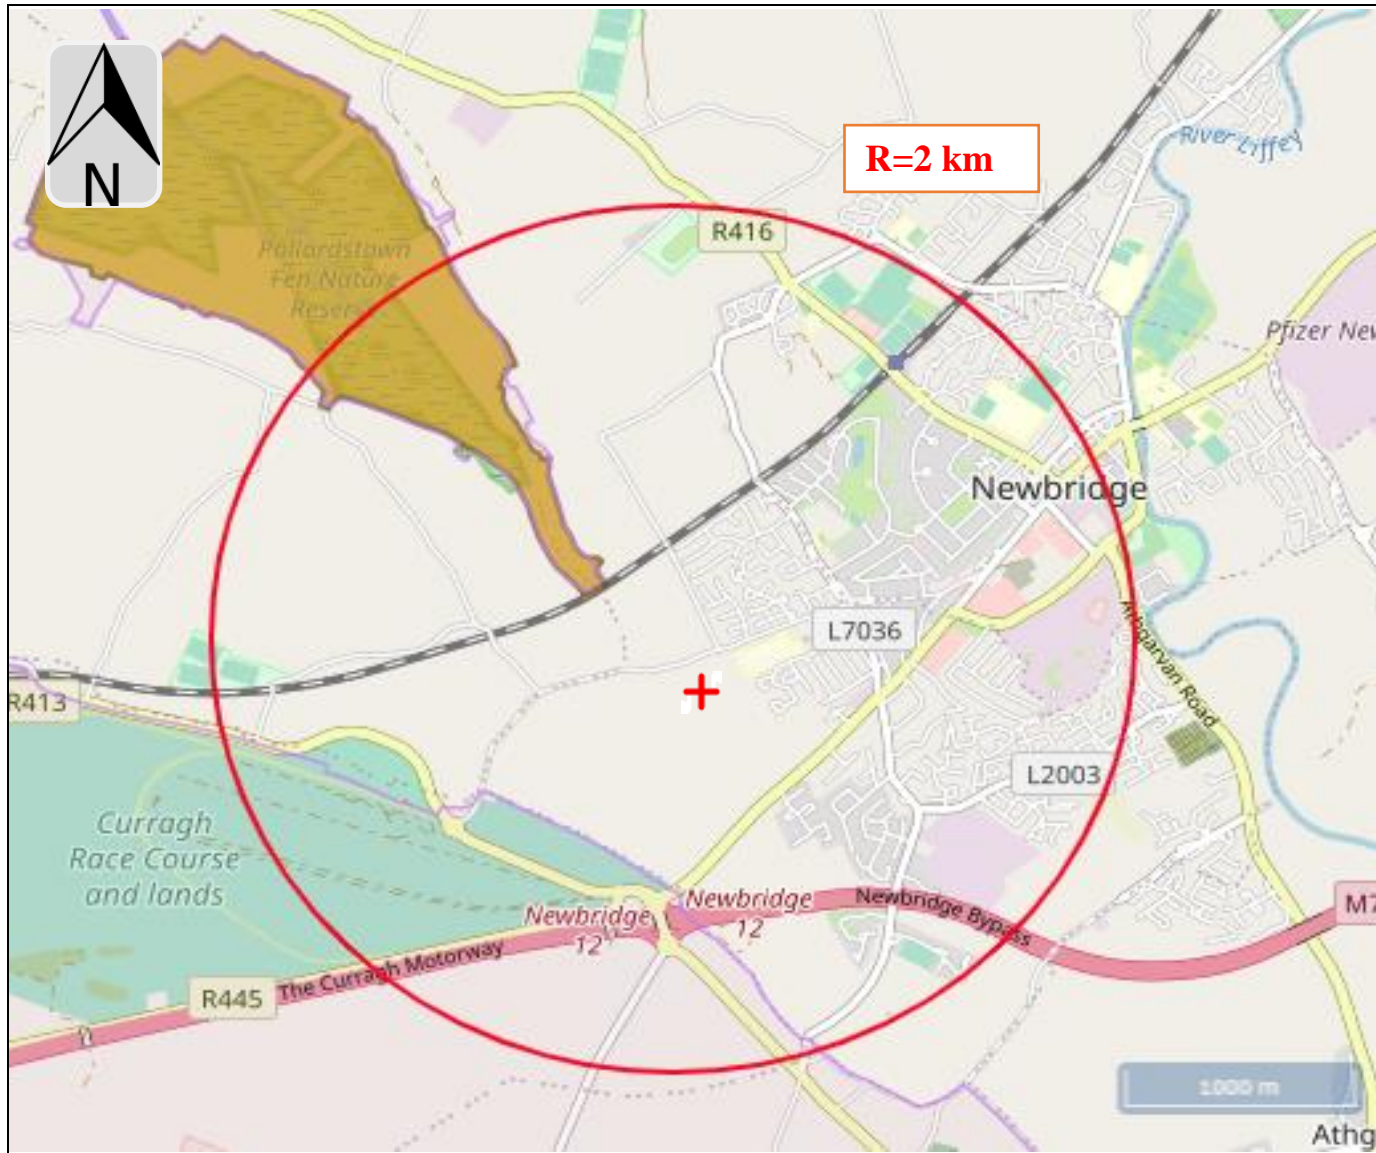 N
R=2 km
River Liffey
R416
Pollardstown
Fen Nature
Reserve
Pfizer New
Newbridge
L7036
Athgarvan Road
R413
L2003
Curragh
Race Course
and lands
Newbridge
12
Newbridge
12
Newbridge Bypass
M7
The Curragh Motorway
R445
1000 m
Athg